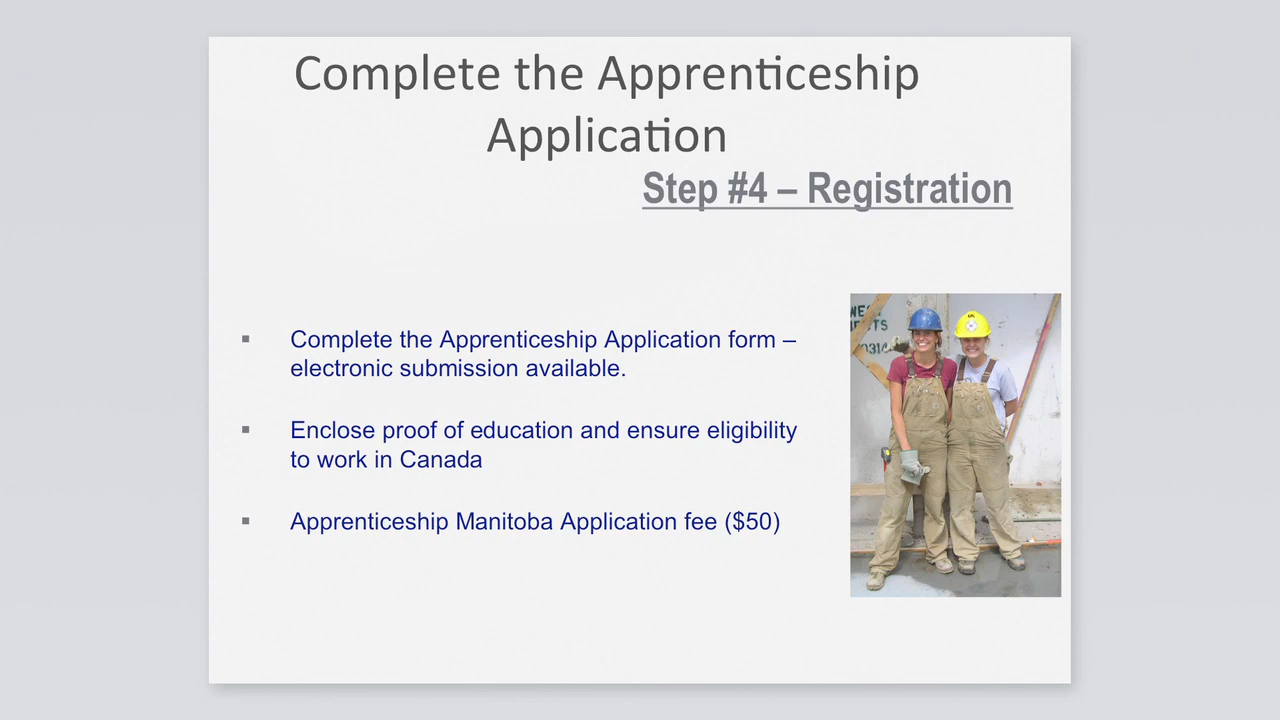 Complete the Apprenticeship
Application
Step #4 – Registration
▪ Complete the Apprenticeship Application form –
electronic submission available.
▪ Enclose proof of education and ensure eligibility
to work in Canada
▪ Apprenticeship Manitoba Application fee ($50)